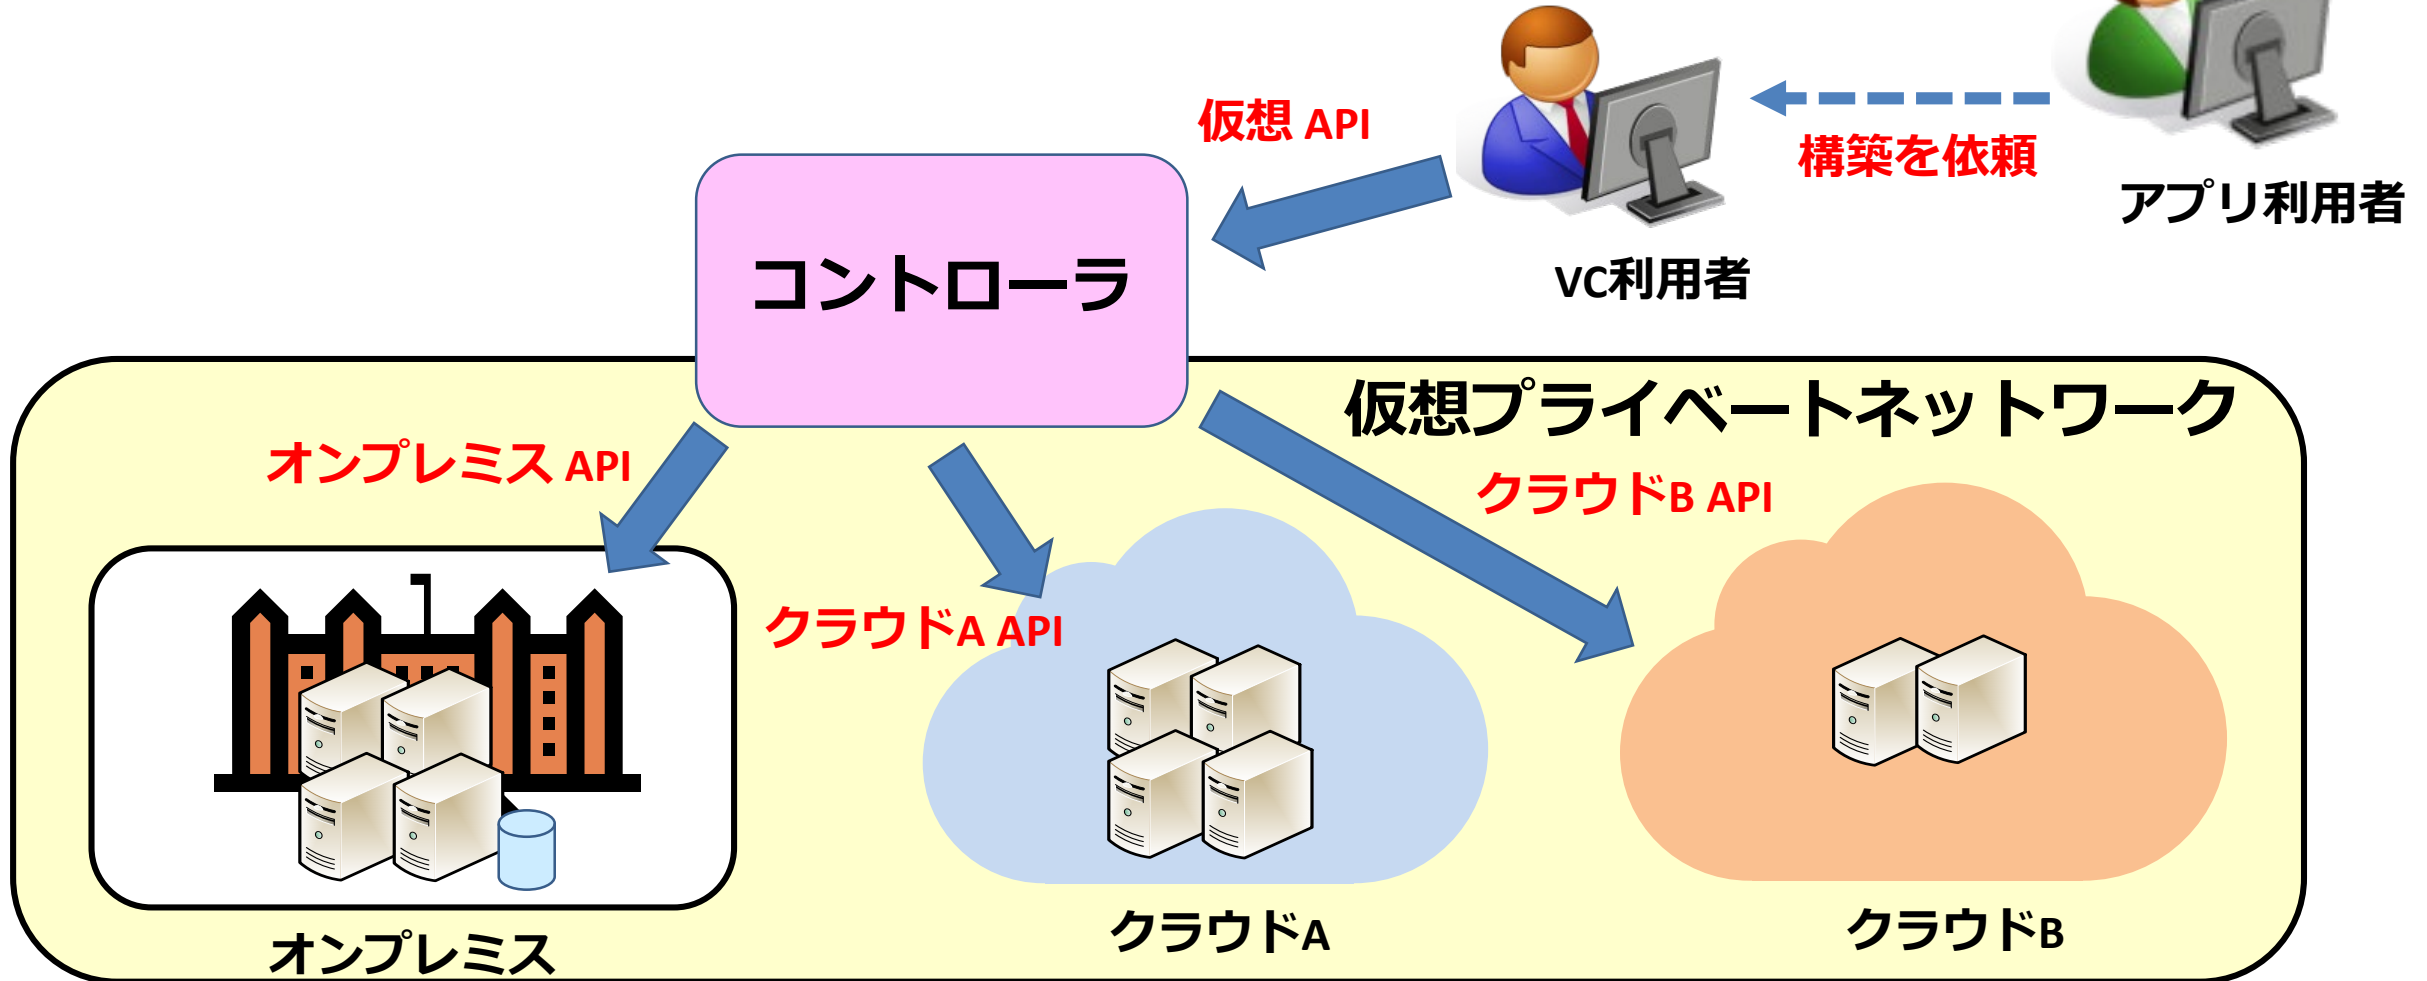 仮想 API
構築を依頼
アプリ利用者
コントローラ
VC利用者
仮想プライベートネットワーク
オンプレミス API
クラウドB API
クラウドA API
オンプレミス
クラウドA
クラウドB